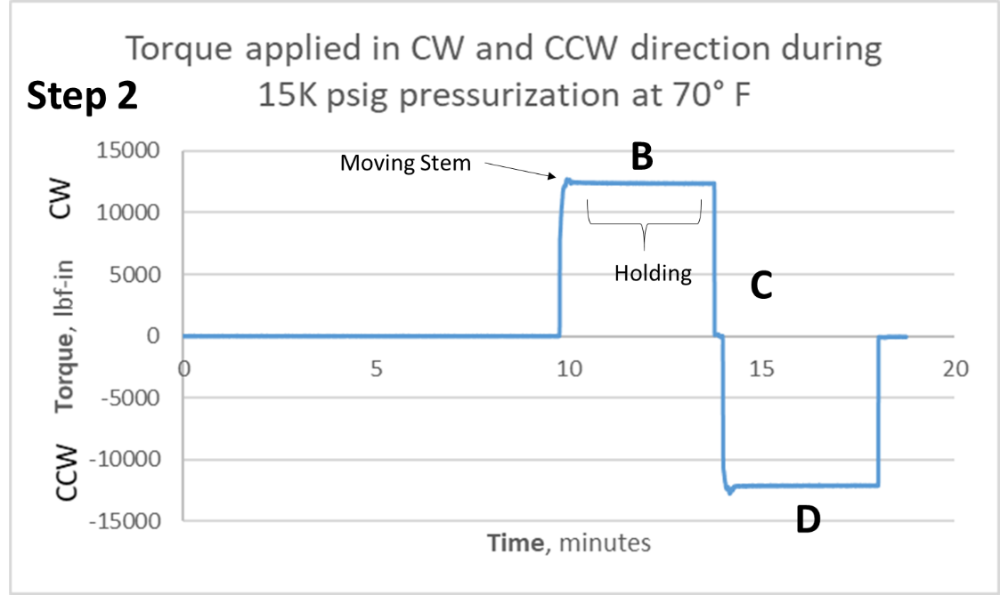 Torque applied in CW and CCW direction during
Step 2
15K psig pressurization at 70° F
15000
B
Moving Stem
CW
10000
5000
Holding
C
Torque, lbf-in
0
0 5 10 15 20
-5000
CCW
-10000
-15000
D
Time, minutes